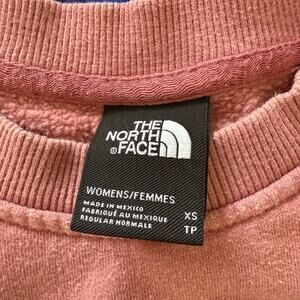 THE
NORTH
®FACE
WOMENS/FEMMES
MADE IN MEXICO
FABRIQUÉ AU MEXIQUE
REGULAR NORMALE
XS
TP